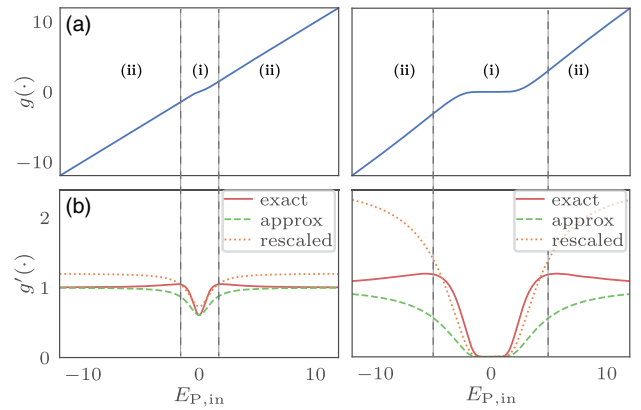 (a)
10
0
−10
g(·)
(ii)
(i)
(ii)
(ii)
(i)
(ii)
(b)
2
1
0
g′(·)
exact
approx
rescaled
exact
approx
rescaled
−10
0
10
−10
0
10
E_P,in
E_P,in